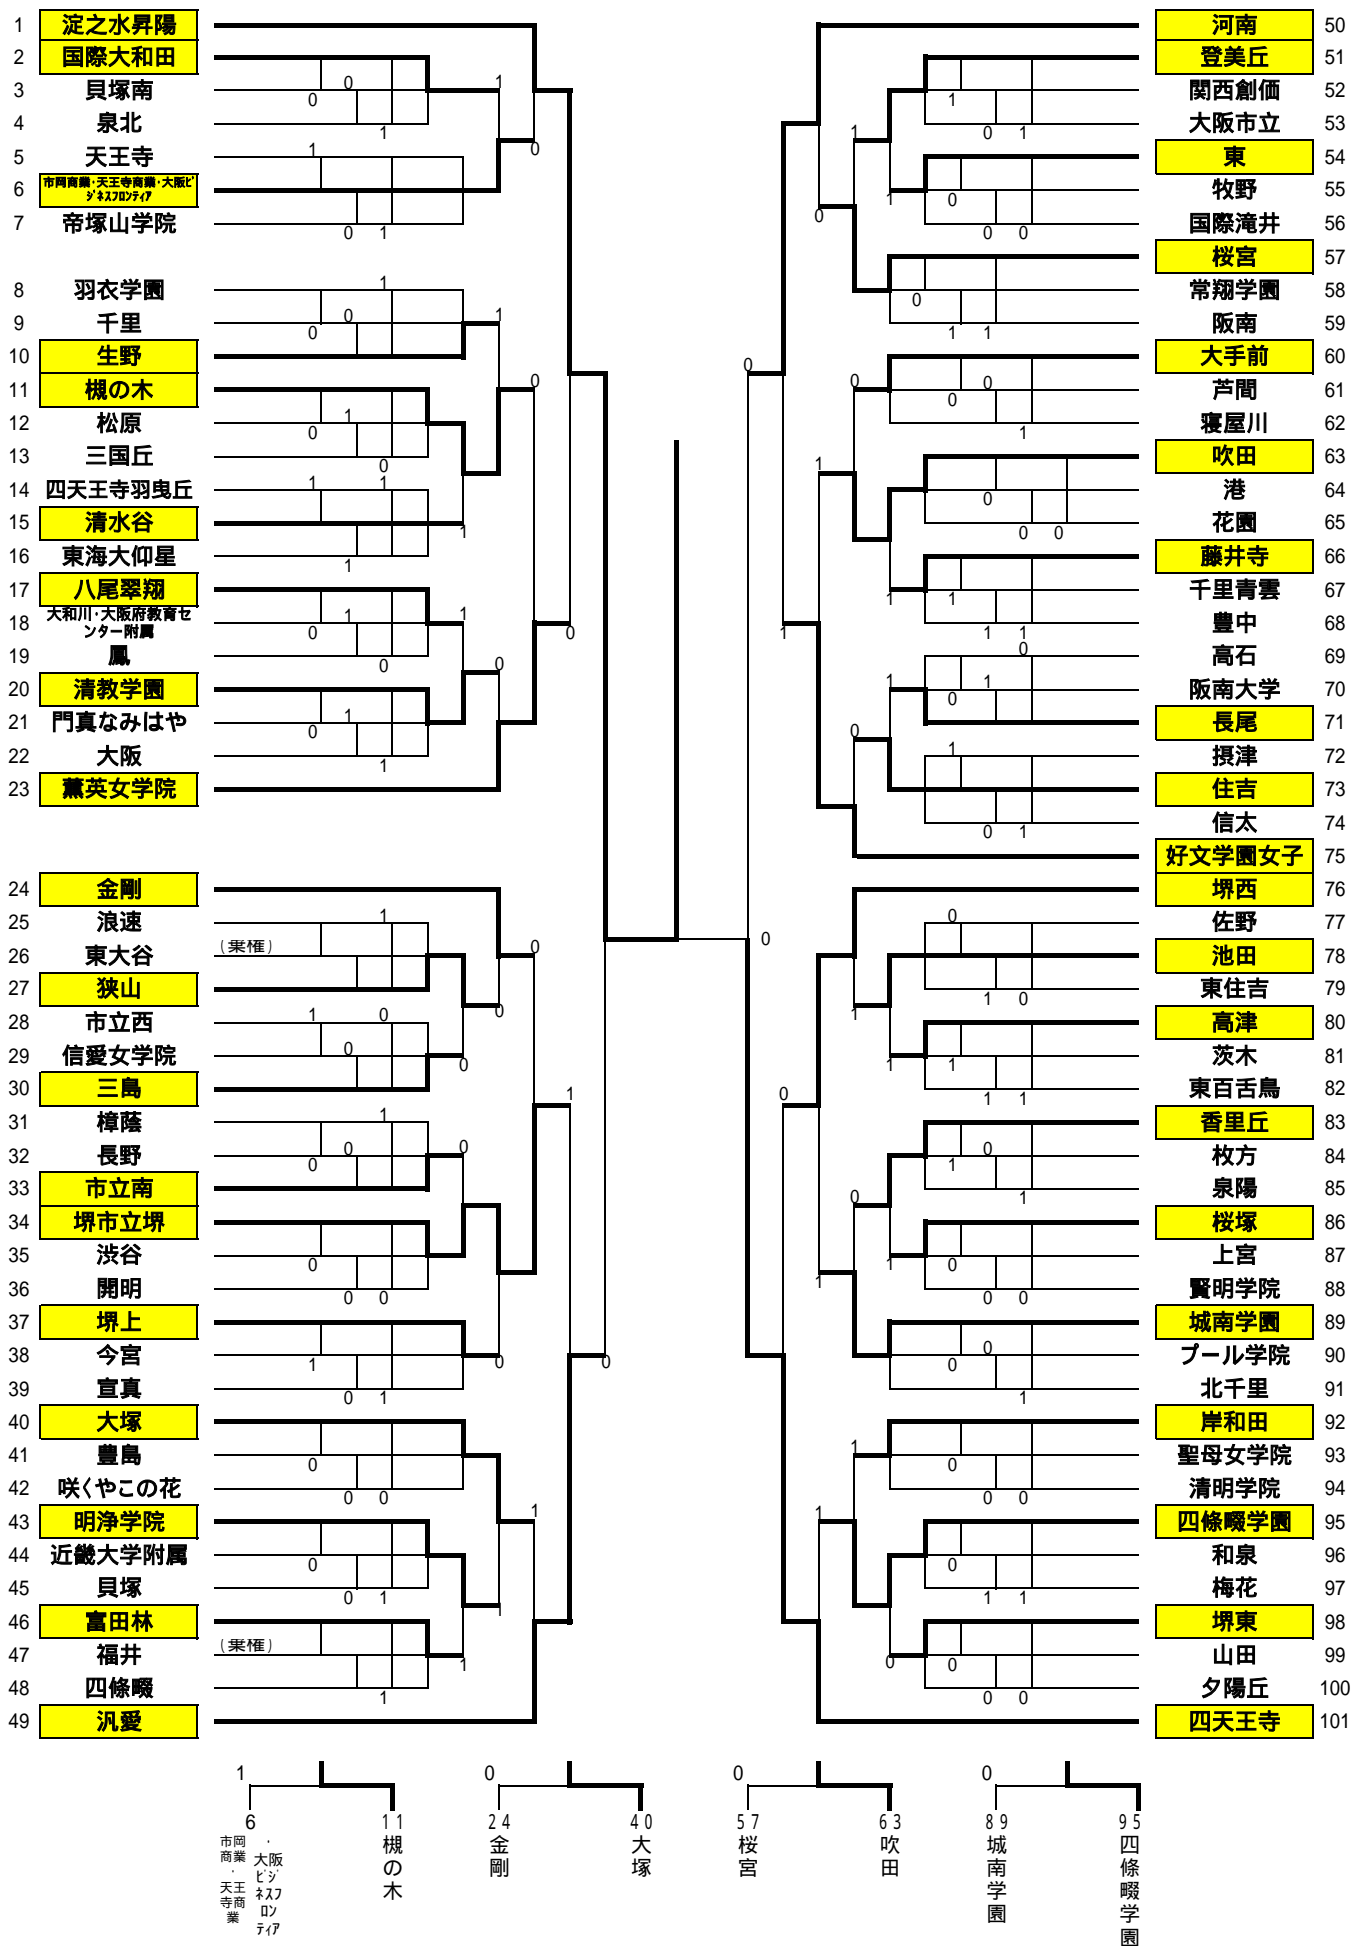 1 淀之水昇陽
2 国際大和田
3 貝塚南
4 泉北
5 天王寺
6 市岡商業・天王寺商業・大阪ビジネスフロンティア
7 帝塚山学院
8 羽衣学園
9 千里
10 生野
11 槻の木
12 松原
13 三国丘
14 四天王寺羽曳丘
15 清水谷
16 東海大仰星
17 八尾翠翔
18 大和川・大阪府教育センター附属
19 鳳
20 清教学園
21 門真なみはや
22 大阪
23 薫英女学院
24 金剛
25 浪速
26 東大谷 (棄権)
27 狭山
28 市立西
29 信愛女学院
30 三島
31 樟蔭
32 長野
33 市立南
34 堺市立堺
35 渋谷
36 開明
37 堺上
38 今宮
39 宣真
40 大塚
41 豊島
42 咲くやこの花
43 明浄学院
44 近畿大学附属
45 貝塚
46 富田林
47 福井 (棄権)
48 四條畷
49 汎愛
河南 50
登美丘 51
関西創価 52
大阪市立 53
東 54
牧野 55
国際滝井 56
桜宮 57
常翔学園 58
阪南 59
大手前 60
芦間 61
寝屋川 62
吹田 63
港 64
花園 65
藤井寺 66
千里青雲 67
豊中 68
高石 69
阪南大学 70
長尾 71
摂津 72
住吉 73
信太 74
好文学園女子 75
堺西 76
佐野 77
池田 78
東住吉 79
高津 80
茨木 81
東百舌鳥 82
香里丘 83
枚方 84
泉陽 85
桜塚 86
上宮 87
賢明学院 88
城南学園 89
プール学院 90
北千里 91
岸和田 92
聖母女学院 93
清明学院 94
四條畷学園 95
和泉 96
梅花 97
堺東 98
山田 99
夕陽丘 100
四天王寺 101
1 0 0 0
6 11 24 40 57 63 89 95
市岡商業・天王寺商業・大阪ビジネスフロンティア
槻の木
金剛
大塚
桜宮
吹田
城南学園
四條畷学園